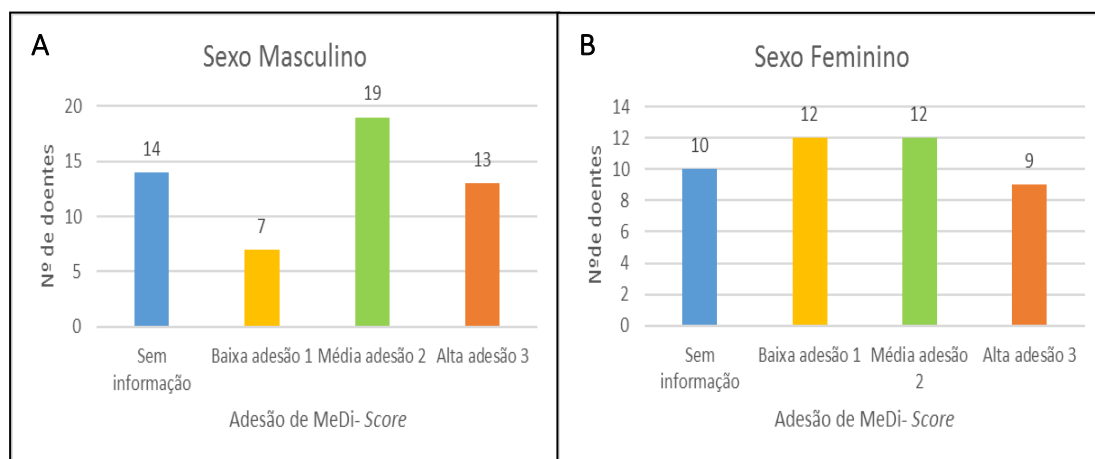 A
Sexo Masculino
Nº de doentes
20
15
10
5
0
14
7
19
13
Sem
informação
Baixa adesão 1
Média adesão 2
Alta adesão 3
Adesão de MeDi- Score
B
Sexo Feminino
Nºde doentes
14
12
10
8
6
4
2
0
10
12
12
9
Sem
informação
Baixa adesão 1
Média adesão
2
Alta adesão 3
Adesão de MeDi- Score